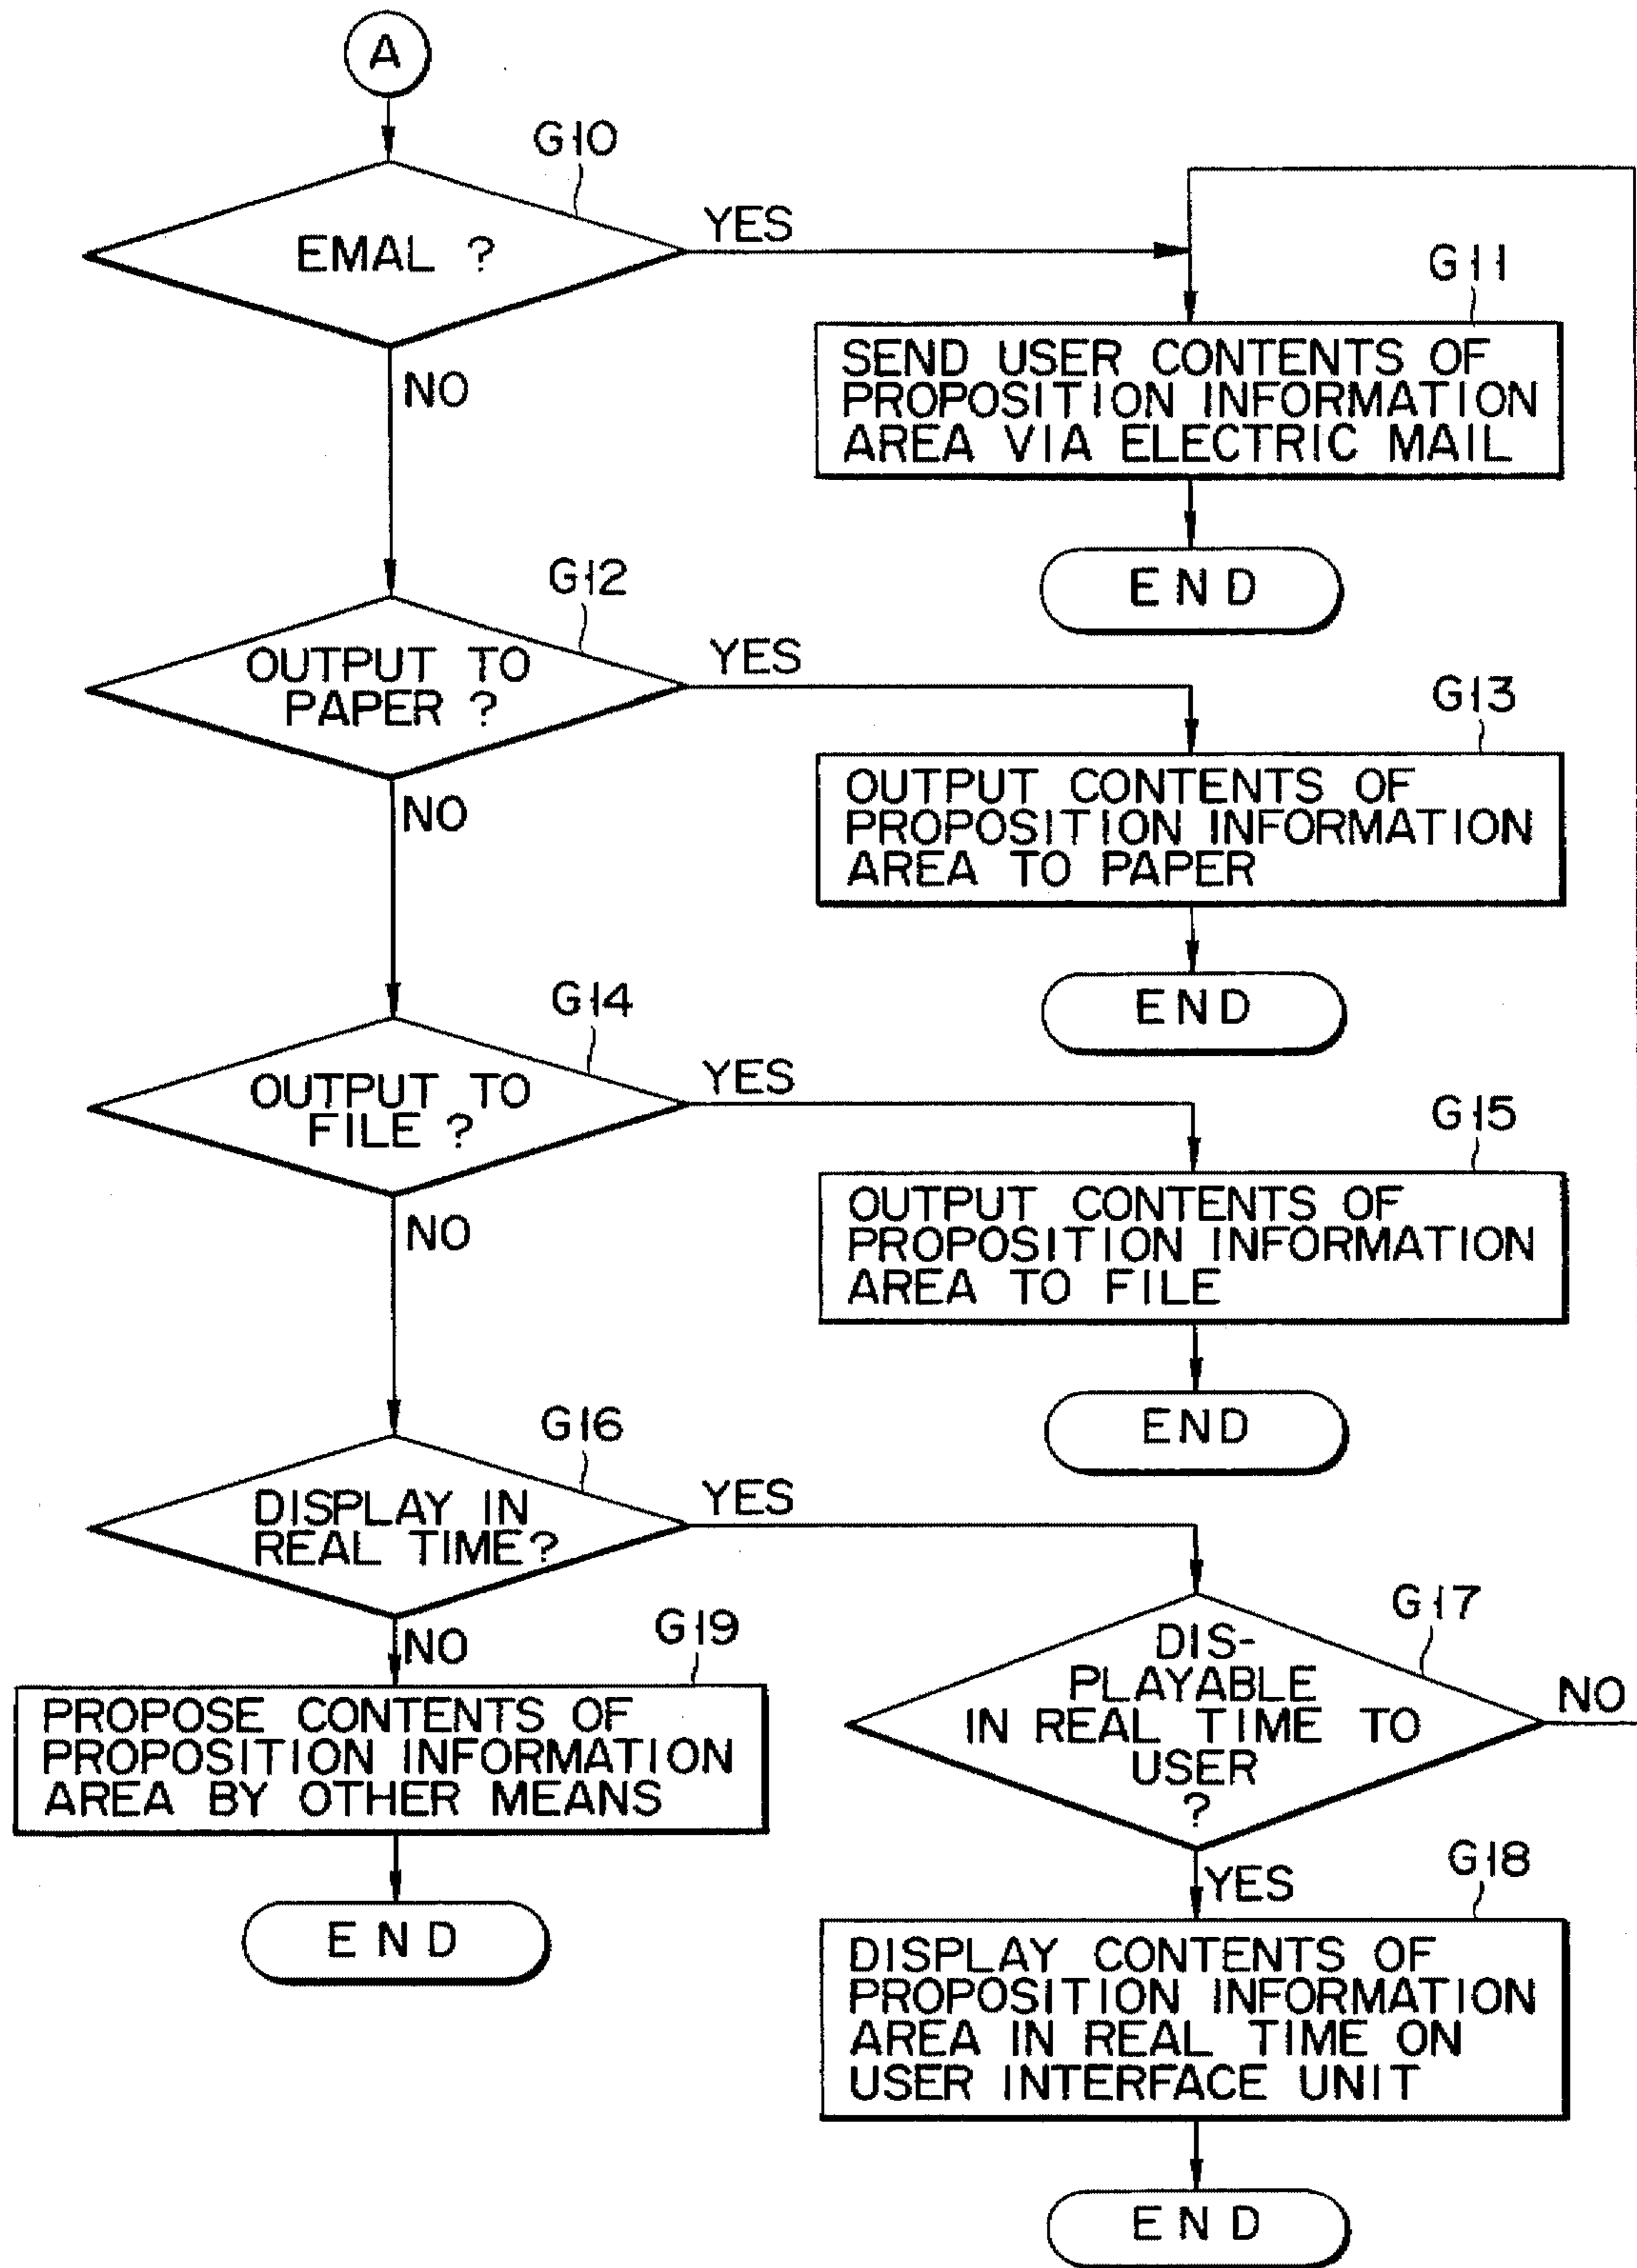 A
G10
EMAL ?
YES
NO
G11
SEND USER CONTENTS OF
PROPOSITION INFORMATION
AREA VIA ELECTRIC MAIL
END
G12
OUTPUT TO
PAPER ?
YES
NO
G13
OUTPUT CONTENTS OF
PROPOSITION INFORMATION
AREA TO PAPER
END
G14
OUTPUT TO
FILE ?
YES
NO
G15
OUTPUT CONTENTS OF
PROPOSITION INFORMATION
AREA TO FILE
END
G16
DISPLAY IN
REAL TIME?
YES
NO
G17
DIS-
PLAYABLE
IN REAL TIME TO
USER
?
NO
YES
G19
PROPOSE CONTENTS OF
PROPOSITION INFORMATION
AREA BY OTHER MEANS
END
G18
DISPLAY CONTENTS OF
PROPOSITION INFORMATION
AREA IN REAL TIME ON
USER INTERFACE UNIT
END